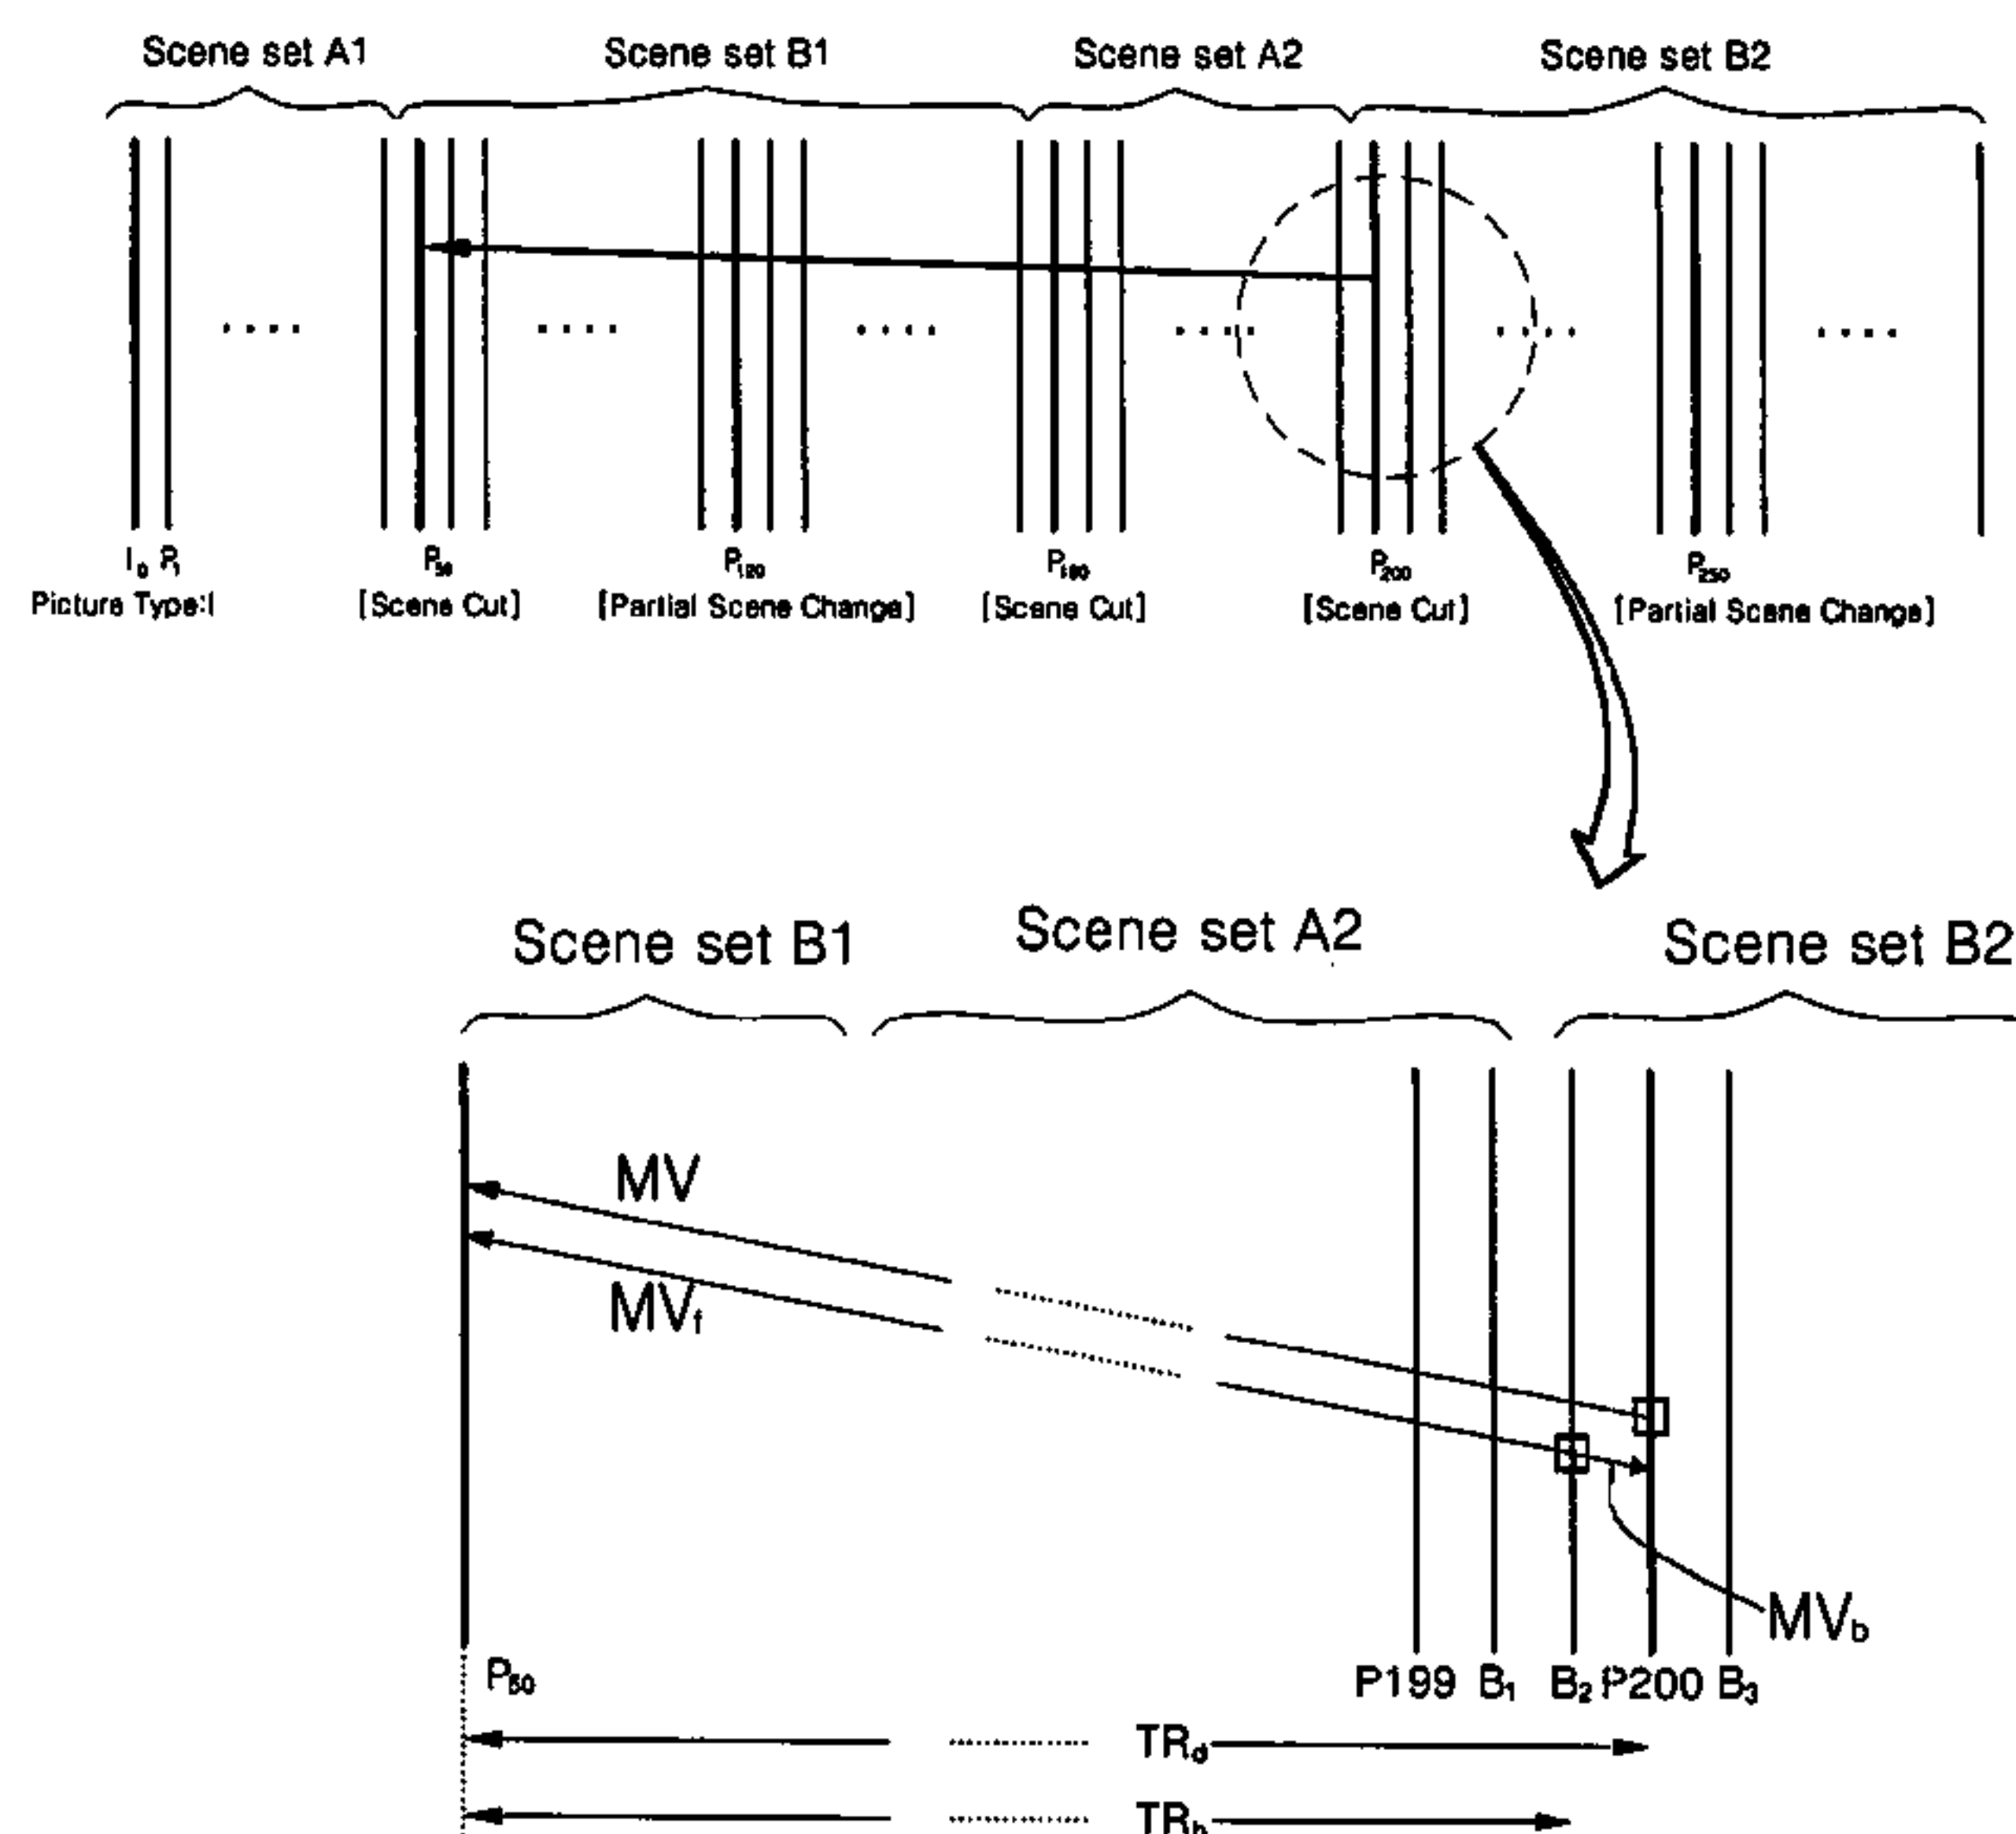 Scene set A1 Scene set B1 Scene set A2 Scene set B2
I₀ P₁ P₅₀ P₁₈₀ P₂₀₀ P₂₅₀
Picture Type:I [Scene Cut] [Partial Scene Change] [Scene Cut] [Scene Cut] [Partial Scene Change]
Scene set B1 Scene set A2 Scene set B2
MV
MVf
MVb
P₅₀ P199 B₁ B₂ P200 B₃
TRd
TRb